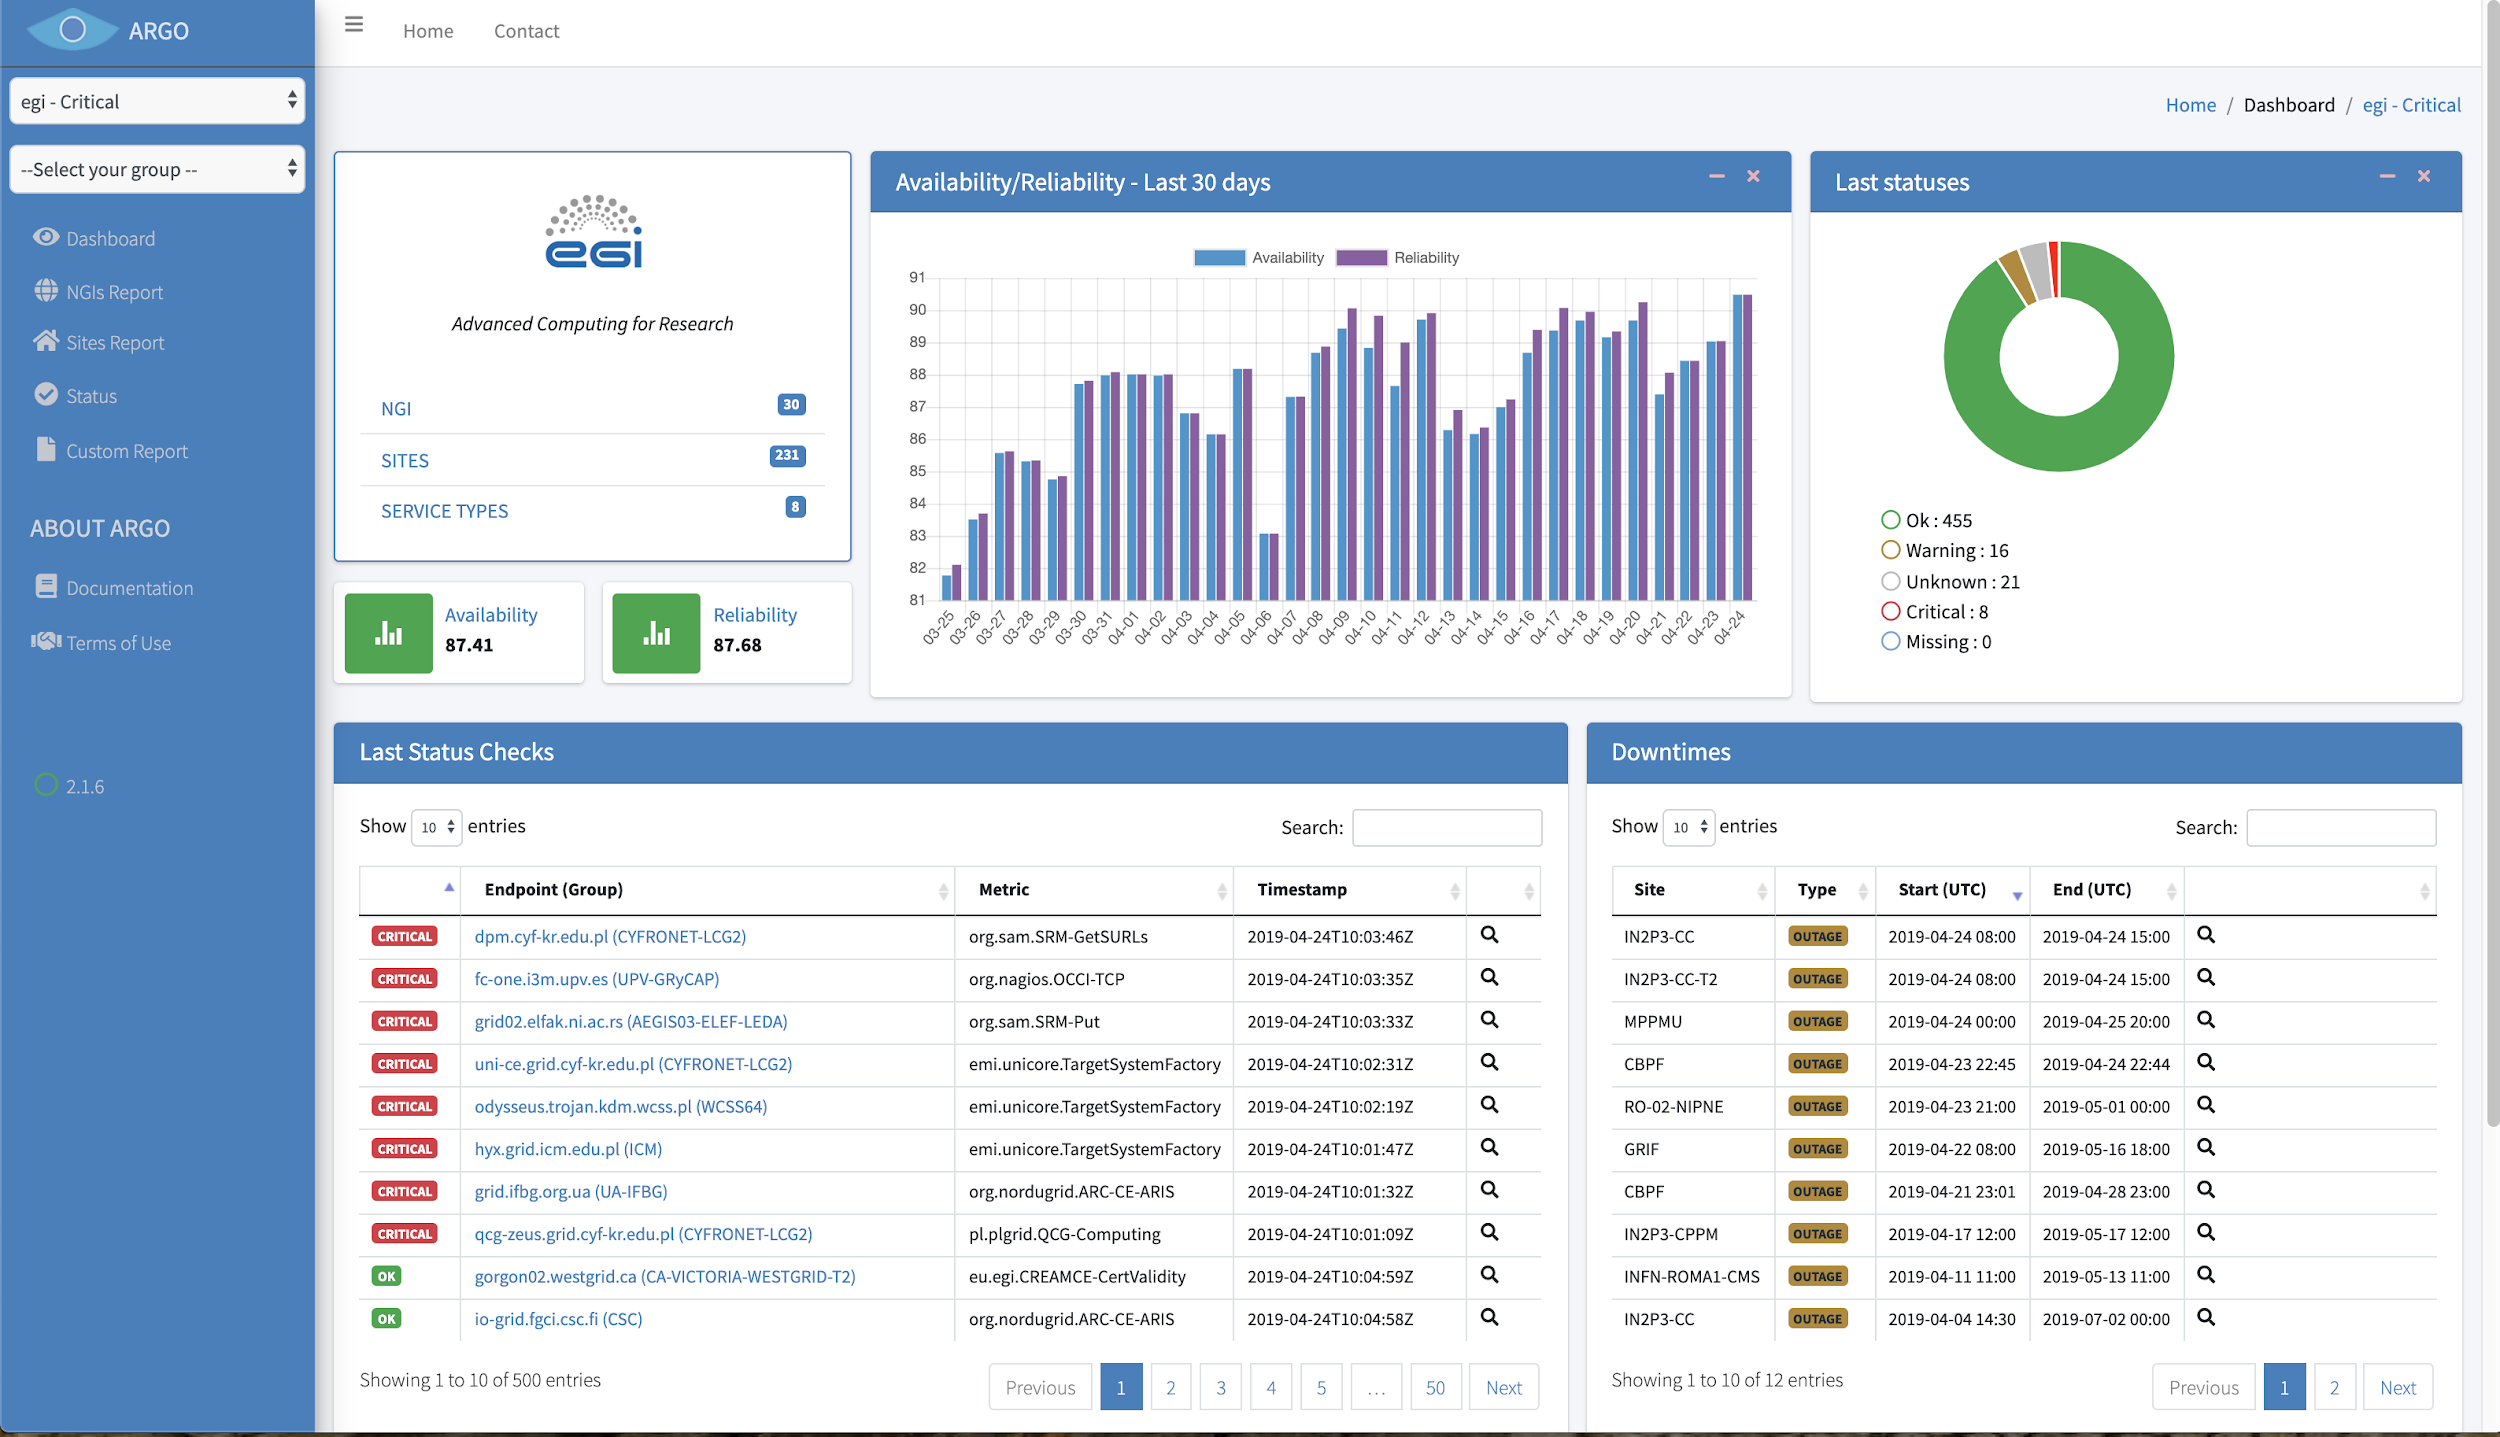 ARGO
Home
Contact
egi - Critical
--Select your group --
Dashboard
NGIs Report
Sites Report
Status
Custom Report
ABOUT ARGO
Documentation
Terms of Use
2.1.6
Home / Dashboard / egi - Critical
egi
Advanced Computing for Research
NGI 30
SITES 231
SERVICE TYPES 8
Availability
87.41
Reliability
87.68
Availability/Reliability - Last 30 days
Availability Reliability
91
90
89
88
87
86
85
84
83
82
81
03-25 03-26 03-27 03-28 03-29 03-30 03-31 04-01 04-02 04-03 04-04 04-05 04-06 04-07 04-08 04-09 04-10 04-11 04-12 04-13 04-14 04-15 04-16 04-17 04-18 04-19 04-20 04-21 04-22 04-23 04-24
Last statuses
Ok : 455
Warning : 16
Unknown : 21
Critical : 8
Missing : 0
Last Status Checks
Show 10 entries Search:
Endpoint (Group) Metric Timestamp
CRITICAL dpm.cyf-kr.edu.pl (CYFRONET-LCG2) org.sam.SRM-GetSURLs 2019-04-24T10:03:46Z
CRITICAL fc-one.i3m.upv.es (UPV-GRyCAP) org.nagios.OCCI-TCP 2019-04-24T10:03:35Z
CRITICAL grid02.elfak.ni.ac.rs (AEGIS03-ELEF-LEDA) org.sam.SRM-Put 2019-04-24T10:03:33Z
CRITICAL uni-ce.grid.cyf-kr.edu.pl (CYFRONET-LCG2) emi.unicore.TargetSystemFactory 2019-04-24T10:02:31Z
CRITICAL odysseus.trojan.kdm.wcss.pl (WCSS64) emi.unicore.TargetSystemFactory 2019-04-24T10:02:19Z
CRITICAL hyx.grid.icm.edu.pl (ICM) emi.unicore.TargetSystemFactory 2019-04-24T10:01:47Z
CRITICAL grid.ifbg.org.ua (UA-IFBG) org.nordugrid.ARC-CE-ARIS 2019-04-24T10:01:32Z
CRITICAL qcg-zeus.grid.cyf-kr.edu.pl (CYFRONET-LCG2) pl.plgrid.QCG-Computing 2019-04-24T10:01:09Z
OK gorgon02.westgrid.ca (CA-VICTORIA-WESTGRID-T2) eu.egi.CREAMCE-CertValidity 2019-04-24T10:04:59Z
OK io-grid.fgci.csc.fi (CSC) org.nordugrid.ARC-CE-ARIS 2019-04-24T10:04:58Z
Showing 1 to 10 of 500 entries
Previous 1 2 3 4 5 ... 50 Next
Downtimes
Show 10 entries Search:
Site Type Start (UTC) End (UTC)
IN2P3-CC OUTAGE 2019-04-24 08:00 2019-04-24 15:00
IN2P3-CC-T2 OUTAGE 2019-04-24 08:00 2019-04-24 15:00
MPPMU OUTAGE 2019-04-24 00:00 2019-04-25 20:00
CBPF OUTAGE 2019-04-23 22:45 2019-04-24 22:44
RO-02-NIPNE OUTAGE 2019-04-23 21:00 2019-05-01 00:00
GRIF OUTAGE 2019-04-22 08:00 2019-05-16 18:00
CBPF OUTAGE 2019-04-21 23:01 2019-04-28 23:00
IN2P3-CPPM OUTAGE 2019-04-17 12:00 2019-05-17 12:00
INFN-ROMA1-CMS OUTAGE 2019-04-11 11:00 2019-05-13 11:00
IN2P3-CC OUTAGE 2019-04-04 14:30 2019-07-02 00:00
Showing 1 to 10 of 12 entries
Previous 1 2 Next